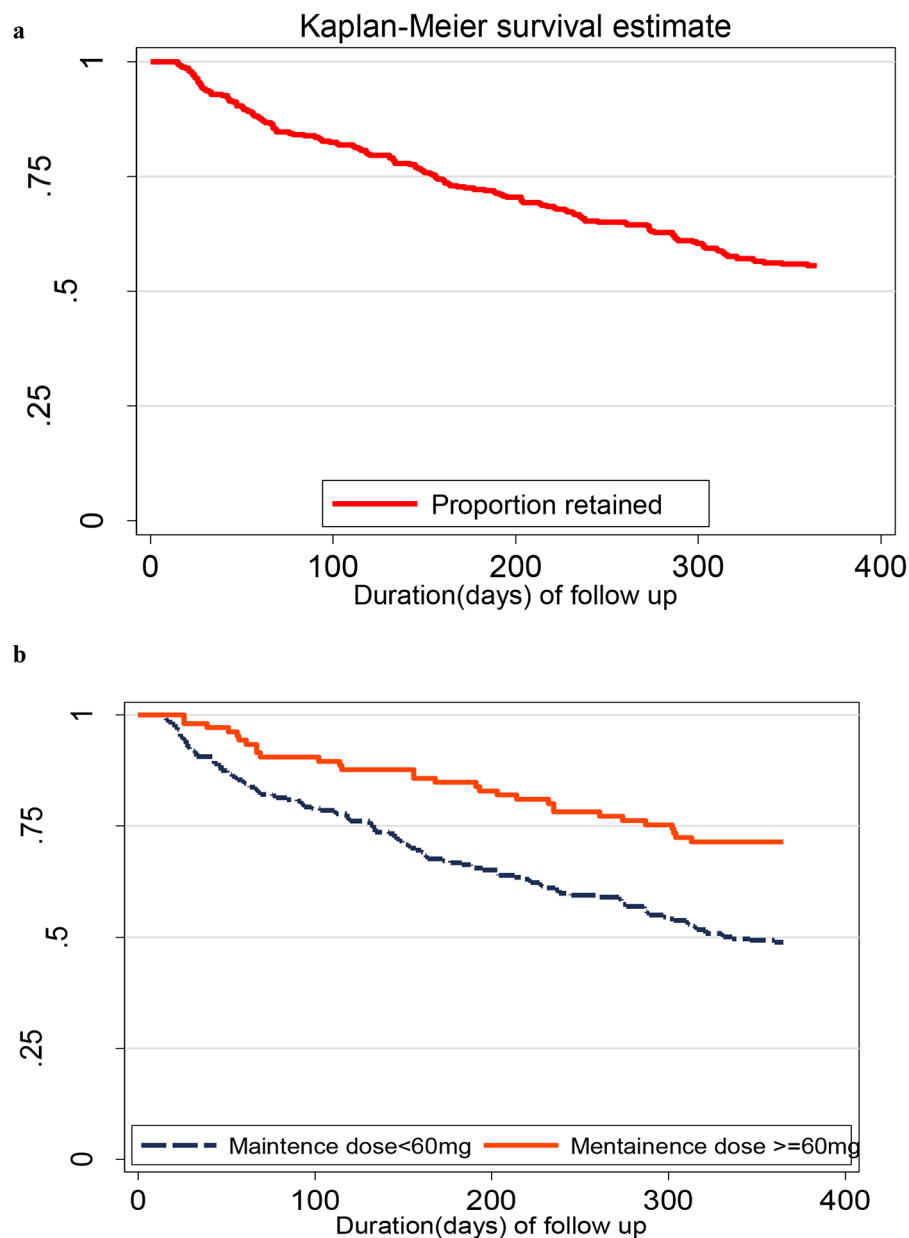 a
Kaplan-Meier survival estimate
1
.75
.5
.25
0
Proportion retained
0 100 200 300 400
Duration(days) of follow up
b
1
.75
.5
.25
0
Maintence dose<60mg Mentainence dose >=60mg
0 100 200 300 400
Duration(days) of follow up